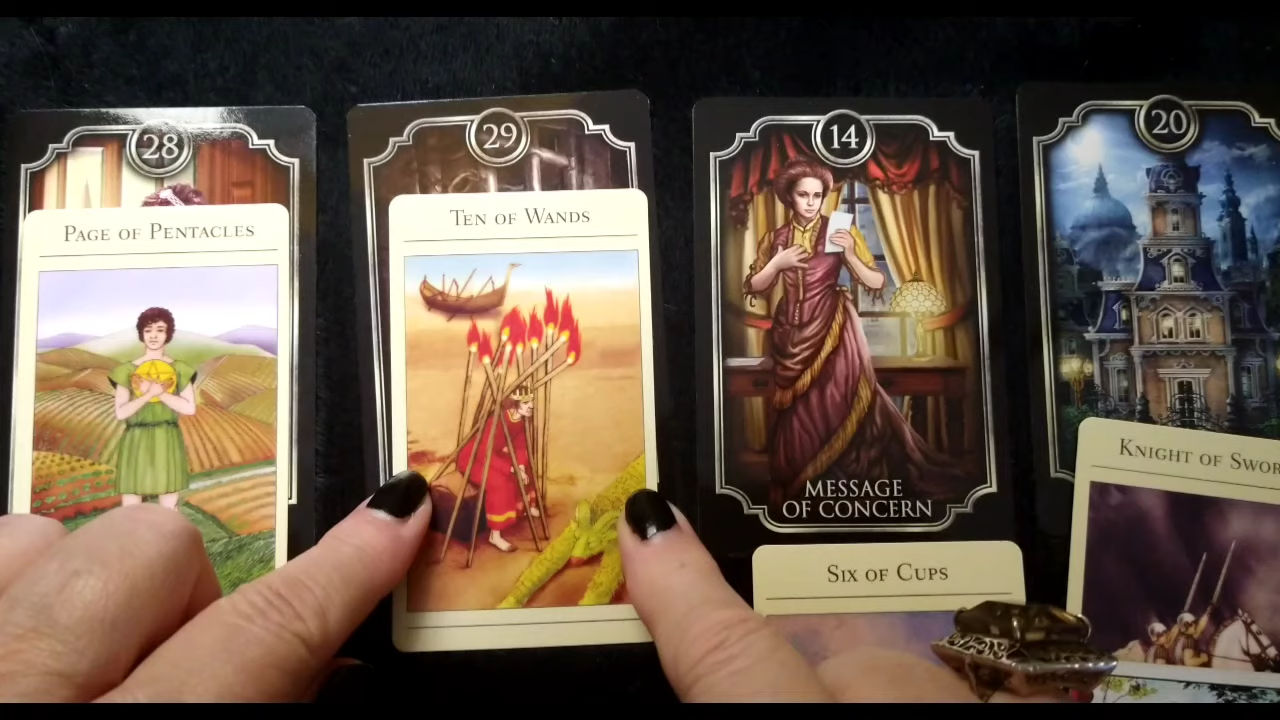 28
29
14
20
PAGE OF PENTACLES
TEN OF WANDS
MESSAGE
OF CONCERN
SIX OF CUPS
KNIGHT OF SWOR